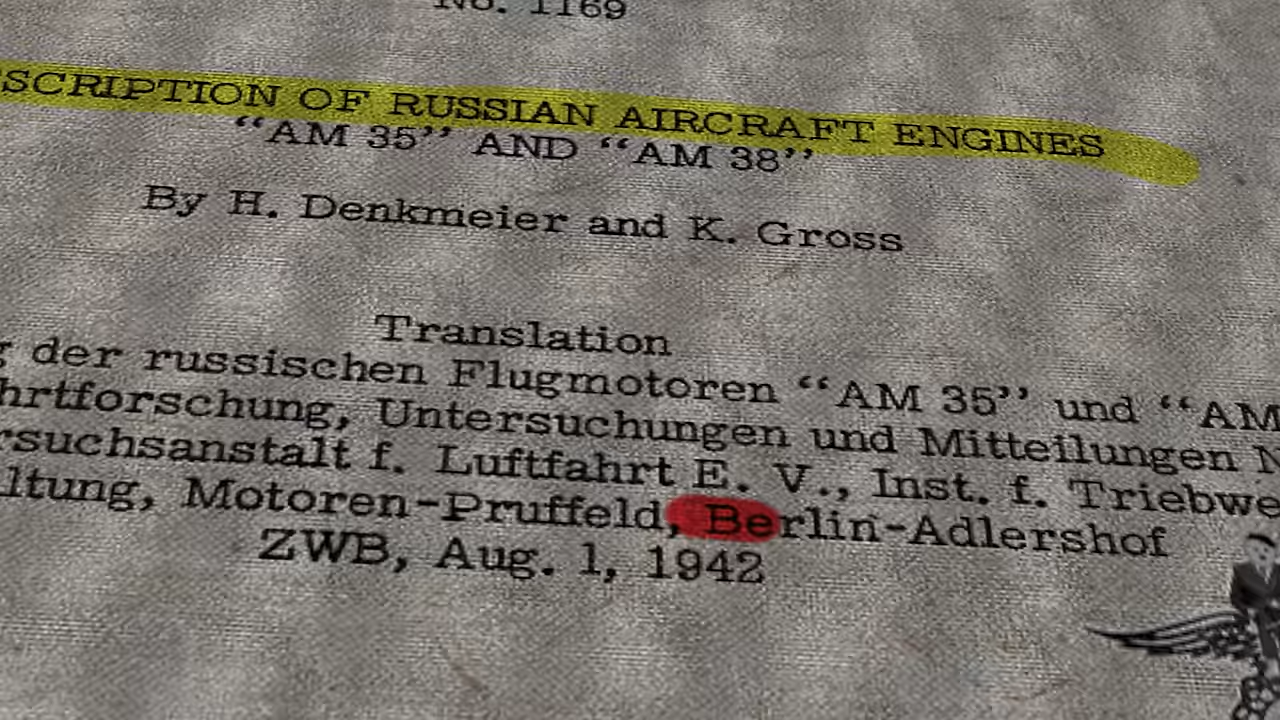 No. 1169
SCRIPTION OF RUSSIAN AIRCRAFT ENGINES
“AM 35” AND “AM 38”
By H. Denkmeier and K. Gross
Translation
der russischen Flugmotoren “AM 35” und “AM
hrtforschung, Untersuchungen und Mitteilungen N
rsuchsanstalt f. Luftfahrt E. V., Inst. f. Triebwe
ltung, Motoren-Pruffeld, Berlin-Adlershof
ZWB, Aug. 1, 1942